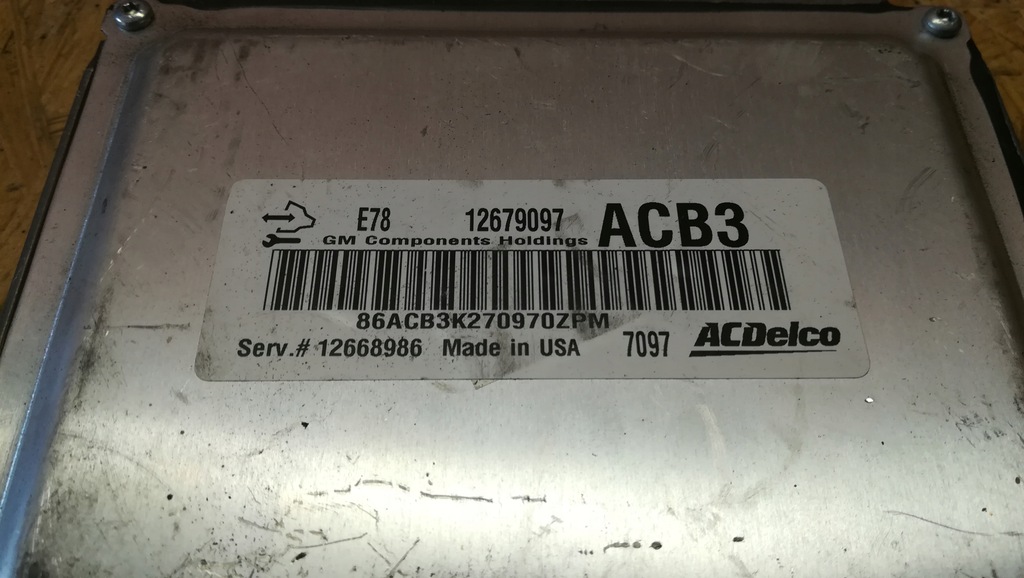 E78 12679097 ACB3
GM Components Holdings
86ACB3K270970ZPM
Serv.# 12668986 Made in USA 7097 ACDelco